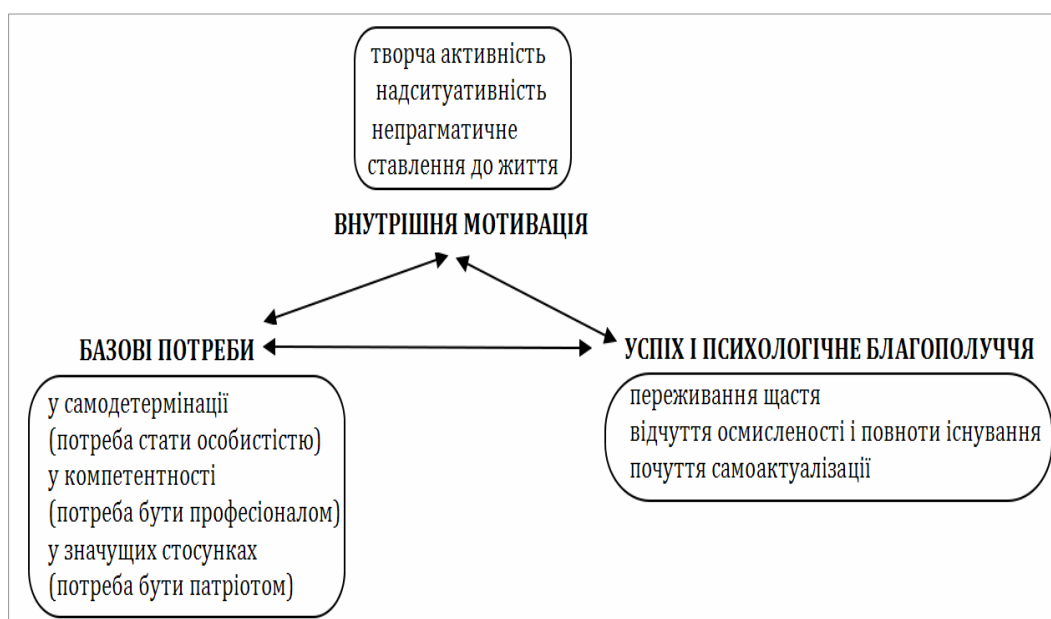 творча активність
надситуативність
непрагматичне
ставлення до життя
ВНУТРІШНЯ МОТИВАЦІЯ
БАЗОВІ ПОТРЕБИ
у самодетермінації
(потреба стати особистістю)
у компетентності
(потреба бути професіоналом)
у значущих стосунках
(потреба бути патріотом)
УСПІХ І ПСИХОЛОГІЧНЕ БЛАГОПОЛУЧЧЯ
переживання щастя
відчуття осмисленості і повноти існування
почуття самоактуалізації